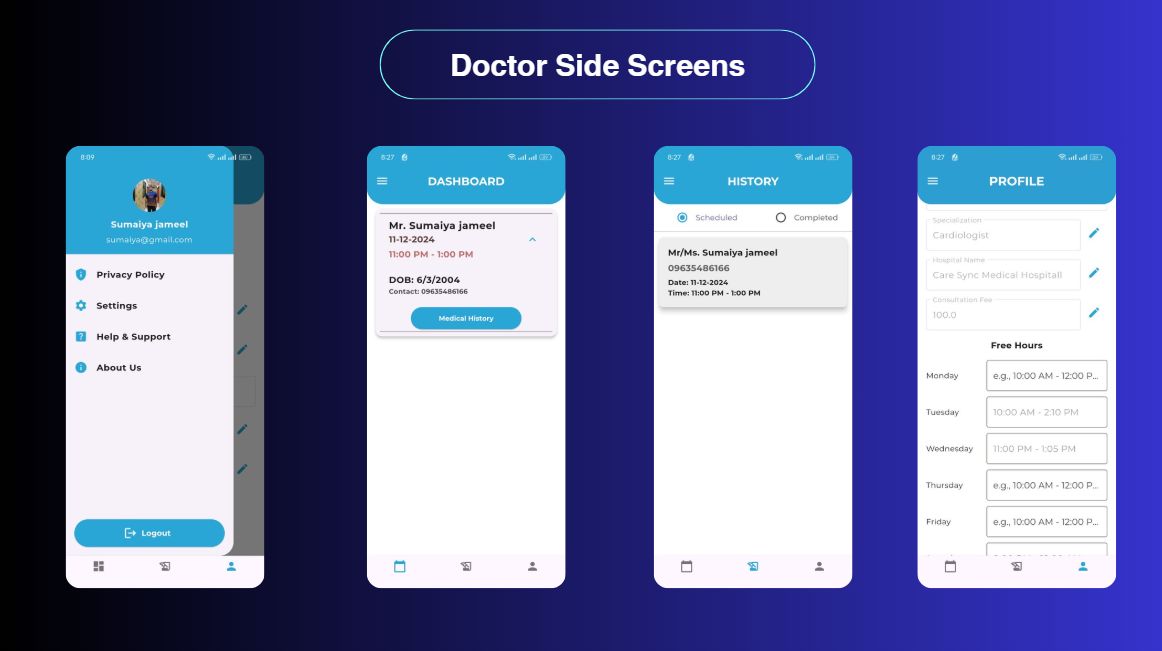 Doctor Side Screens
8:09
Sumaiya jameel
sumaiya@gmail.com
Privacy Policy
Settings
Help & Support
About Us
Logout
8:27
DASHBOARD
Mr. Sumaiya jameel
11-12-2024
11:00 PM - 1:00 PM
DOB: 6/3/2004
Contact: 09635486166
Medical History
8:27
HISTORY
Scheduled Completed
Mr/Ms. Sumaiya jameel
09635486166
Date: 11-12-2024
Time: 11:00 PM - 1:00 PM
8:27
PROFILE
Specialization
Cardiologist
Hospital Name
Care Sync Medical Hospitall
Consultation Fee
100.0
Free Hours
Monday e.g., 10:00 AM - 12:00 P...
Tuesday 10:00 AM - 2:10 PM
Wednesday 11:00 PM - 1:05 PM
Thursday e.g., 10:00 AM - 12:00 P...
Friday e.g., 10:00 AM - 12:00 P...